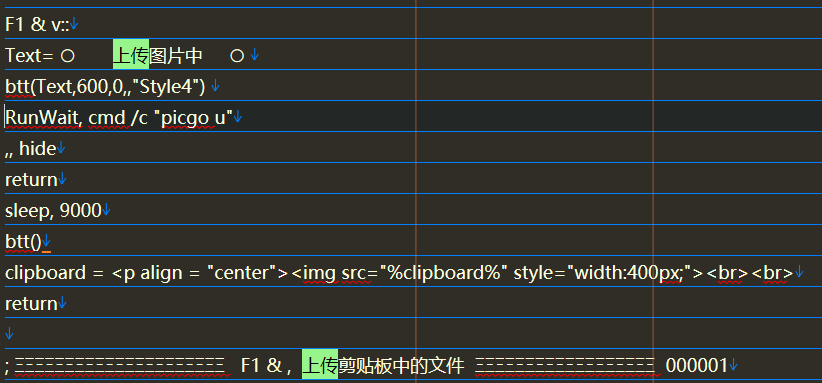 F1 & v::↓
Text= ○ 上传图片中 ○ ↓
btt(Text,600,0,,"Style4") ↓
RunWait, cmd /c "picgo u"↓
,, hide↓
return↓
sleep, 9000↓
btt()↓
clipboard = <p align = "center"><img src="%clipboard%" style="width:400px;"><br><br>↓
return↓
↓
; ΞΞΞΞΞΞΞΞΞΞΞΞΞΞΞΞΞΞΞΞΞ F1 & , 上传剪贴板中的文件 ΞΞΞΞΞΞΞΞΞΞΞΞΞΞΞΞΞΞ 000001↓